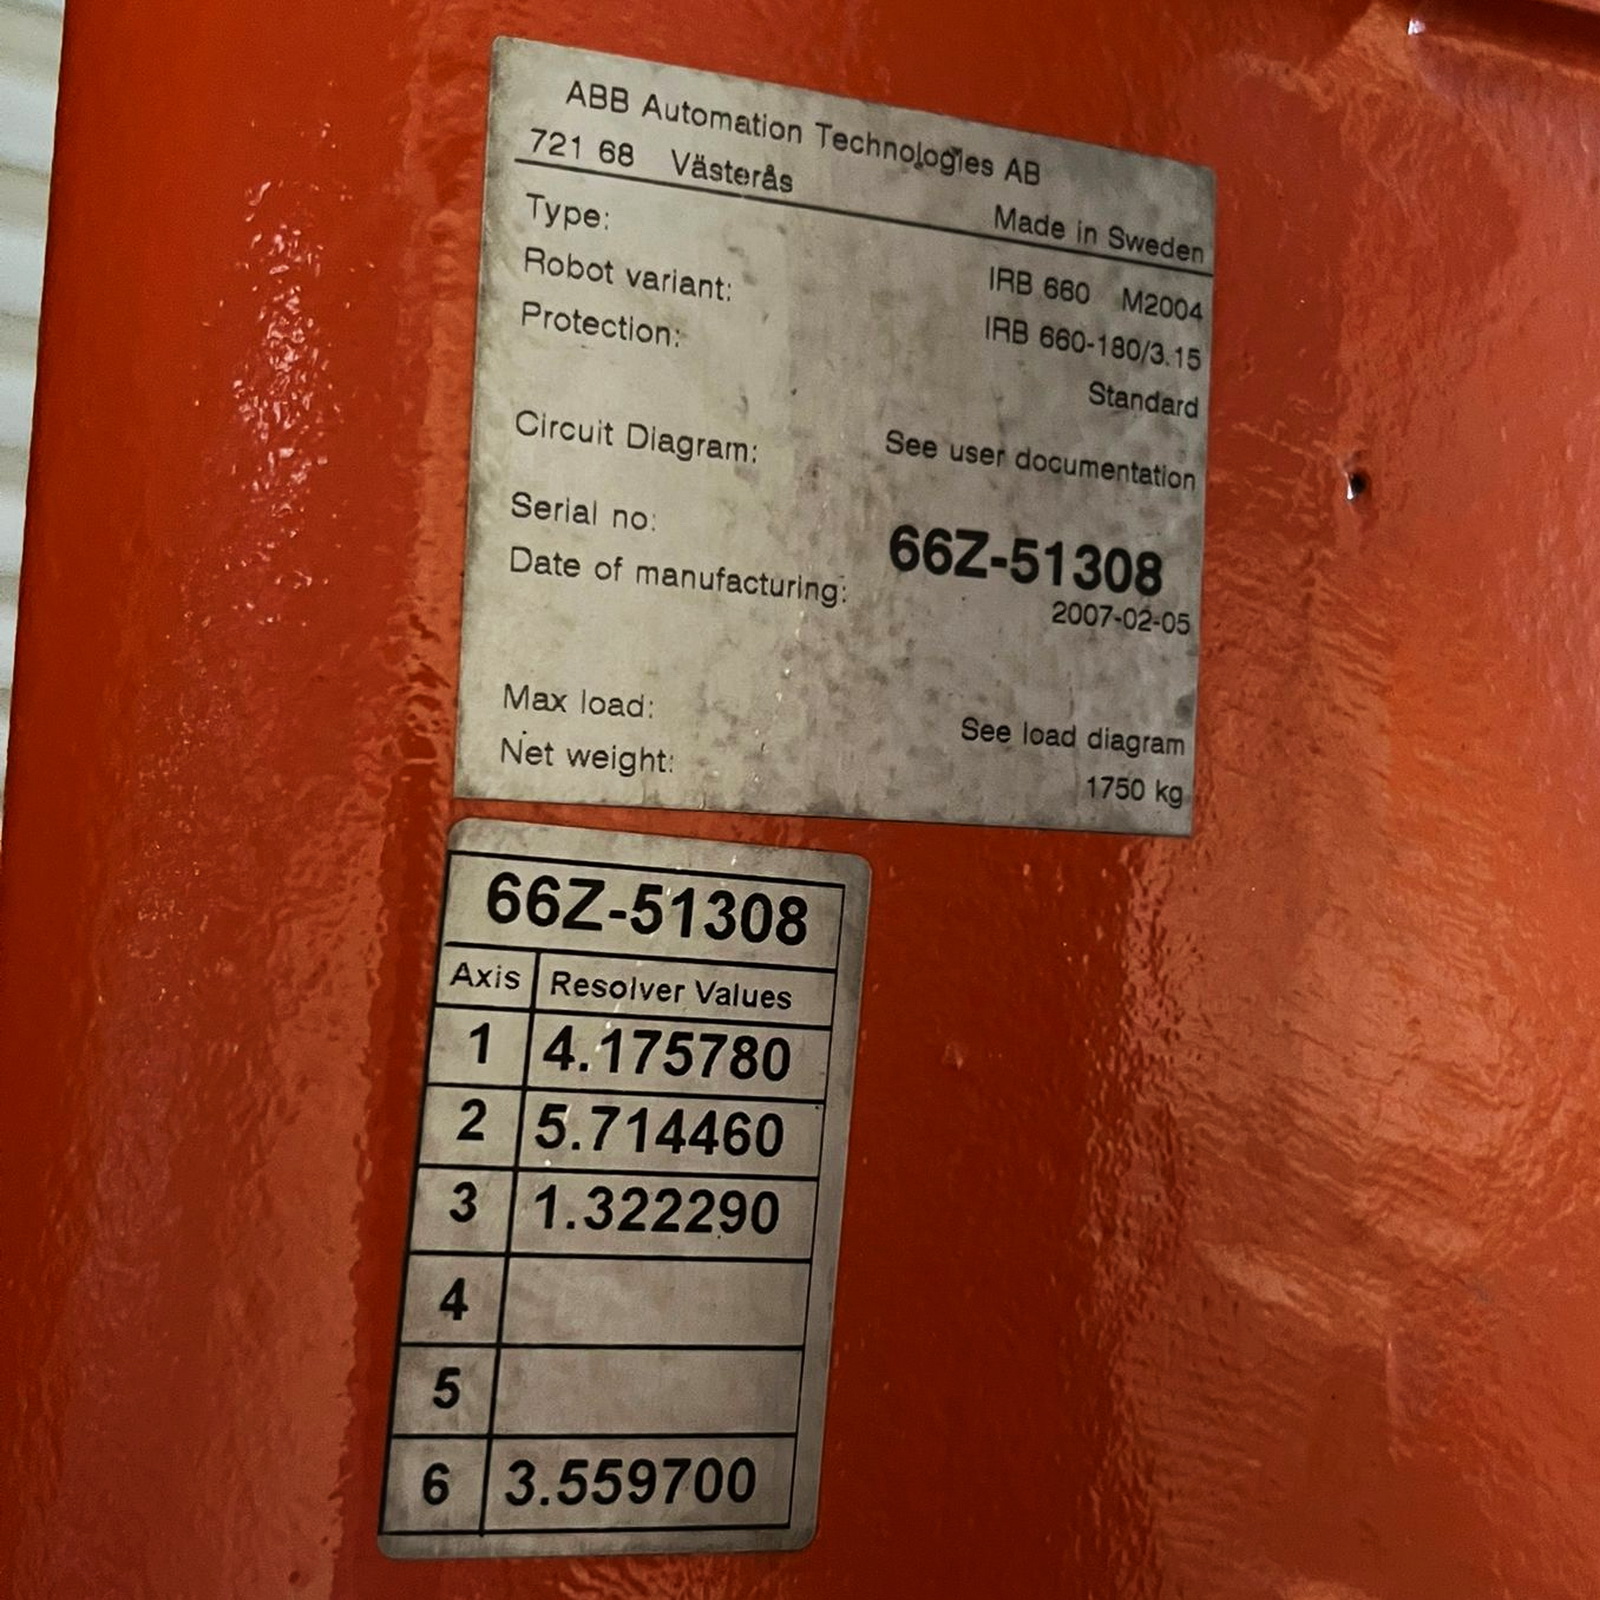 ABB Automation Technologies AB
721 68 Västerås Made in Sweden
Type: IRB 660 M2004
Robot variant: IRB 660-180/3.15
Protection: Standard
Circuit Diagram: See user documentation
Serial no: 66Z-51308
Date of manufacturing: 2007-02-05
Max load: See load diagram
Net weight: 1750 kg
66Z-51308
Axis Resolver Values
1 4.175780
2 5.714460
3 1.322290
4
5
6 3.559700